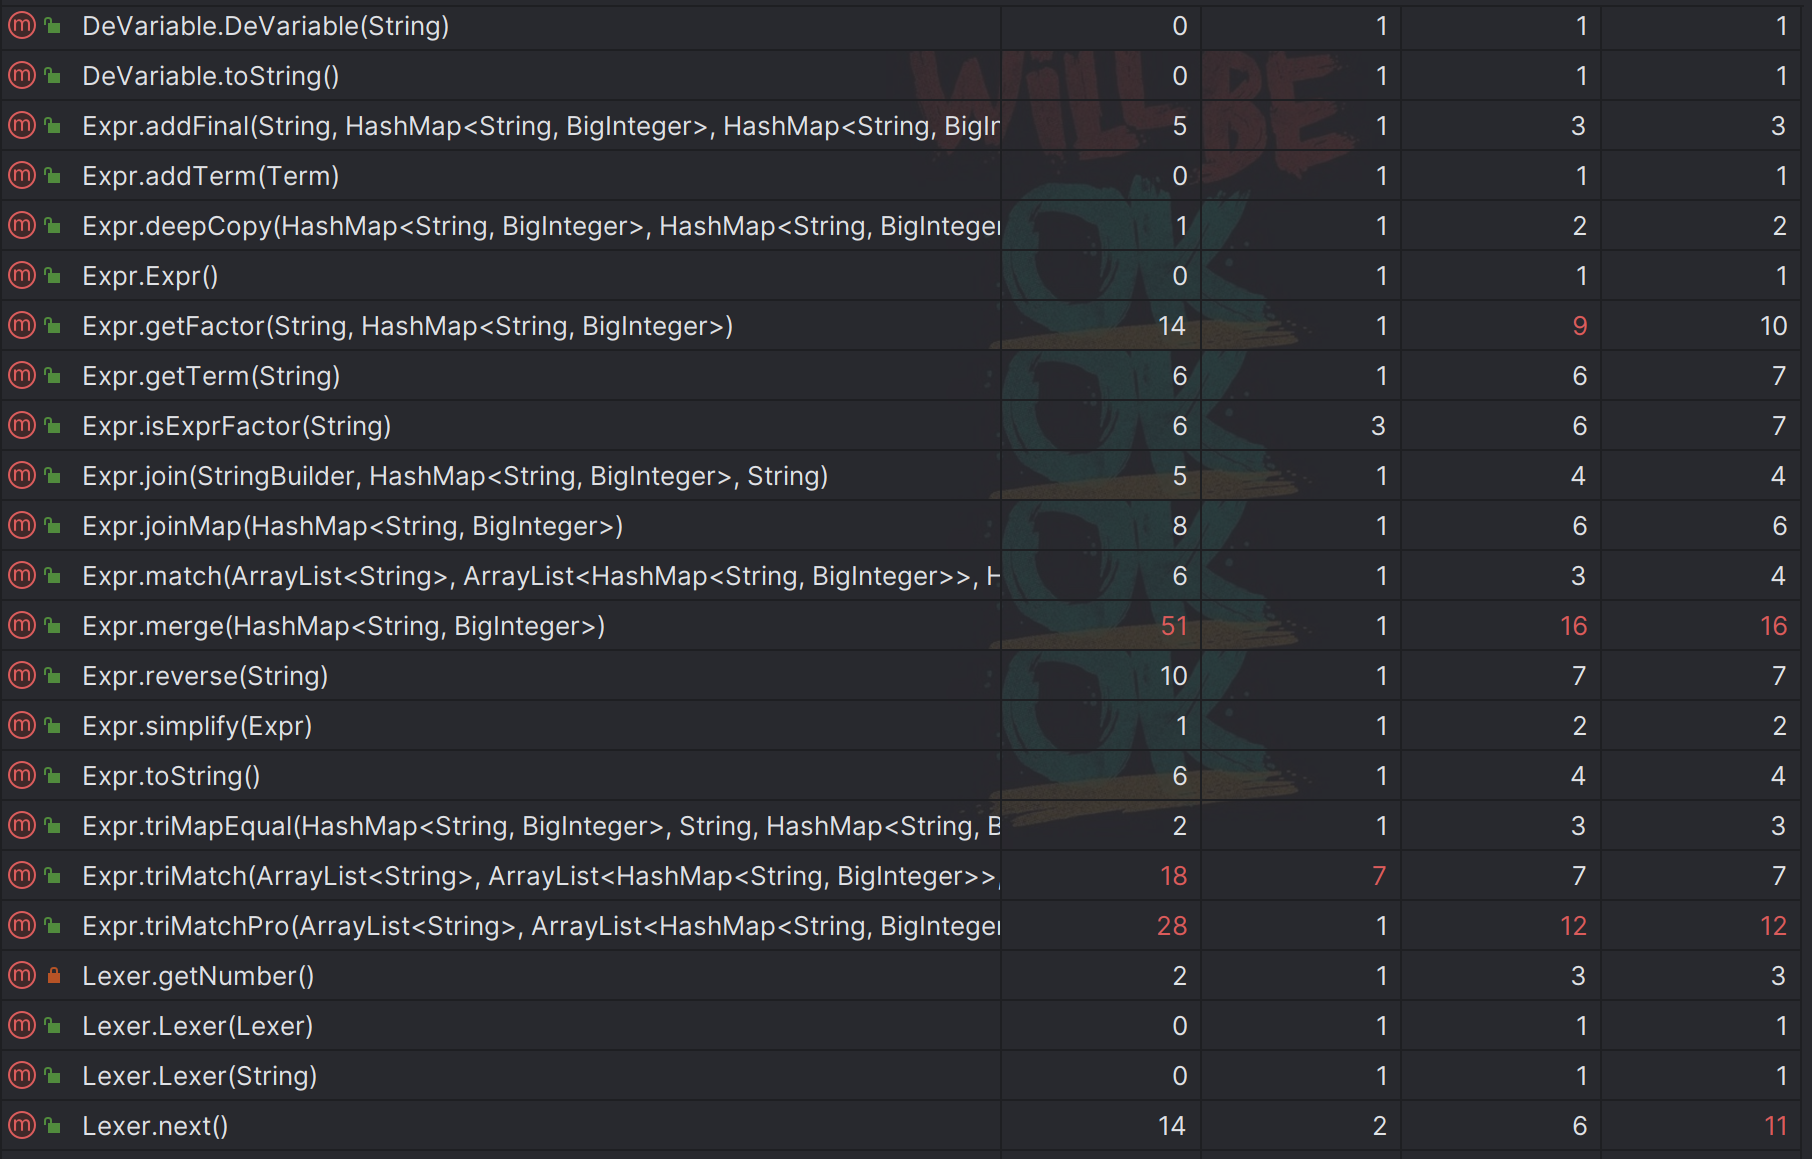 DeVariable.DeVariable(String) 0 1 1 1
DeVariable.toString() 0 1 1 1
Expr.addFinal(String, HashMap<String, BigInteger>, HashMap<String, BigIn 5 1 3 3
Expr.addTerm(Term) 0 1 1 1
Expr.deepCopy(HashMap<String, BigInteger>, HashMap<String, BigInteger 1 1 2 2
Expr.Expr() 0 1 1 1
Expr.getFactor(String, HashMap<String, BigInteger>) 14 1 9 10
Expr.getTerm(String) 6 1 6 7
Expr.isExprFactor(String) 6 3 6 7
Expr.join(StringBuilder, HashMap<String, BigInteger>, String) 5 1 4 4
Expr.joinMap(HashMap<String, BigInteger>) 8 1 6 6
Expr.match(ArrayList<String>, ArrayList<HashMap<String, BigInteger>>, H 6 1 3 4
Expr.merge(HashMap<String, BigInteger>) 51 1 16 16
Expr.reverse(String) 10 1 7 7
Expr.simplify(Expr) 1 1 2 2
Expr.toString() 6 1 4 4
Expr.triMapEqual(HashMap<String, BigInteger>, String, HashMap<String, B 2 1 3 3
Expr.triMatch(ArrayList<String>, ArrayList<HashMap<String, BigInteger>>, 18 7 7 7
Expr.triMatchPro(ArrayList<String>, ArrayList<HashMap<String, BigInteger 28 1 12 12
Lexer.getNumber() 2 1 3 3
Lexer.Lexer(Lexer) 0 1 1 1
Lexer.Lexer(String) 0 1 1 1
Lexer.next() 14 2 6 11
WILL BE
OK
OK
OK
OK